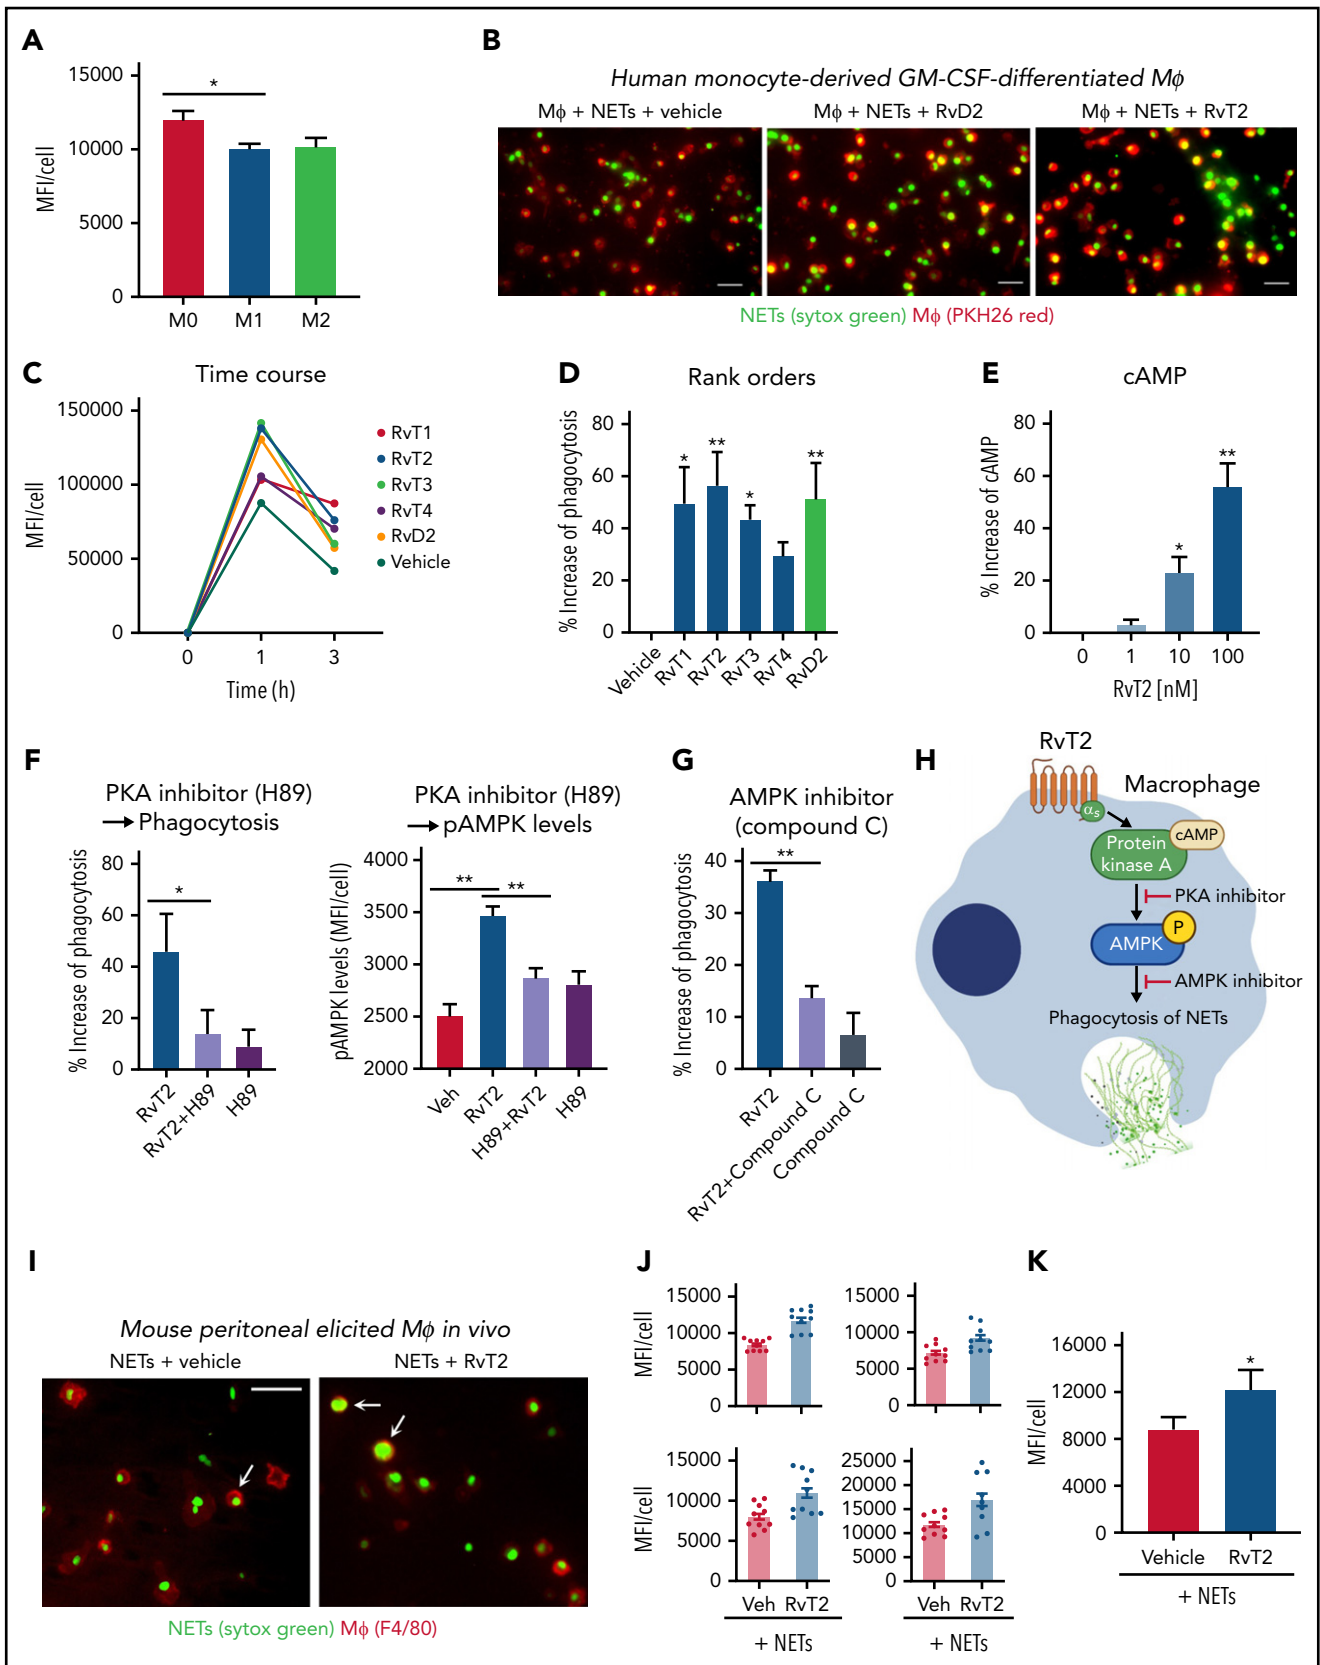 A
15000
10000
5000
0
MFI/cell
*
M0 M1 M2
B
Human monocyte-derived GM-CSF-differentiated Mϕ
Mϕ + NETs + vehicle
Mϕ + NETs + RvD2
Mϕ + NETs + RvT2
NETs (sytox green) Mϕ (PKH26 red)
C
Time course
150000
100000
50000
0
MFI/cell
0 1 3
Time (h)
RvT1
RvT2
RvT3
RvT4
RvD2
Vehicle
D
Rank orders
% Increase of phagocytosis
80
60
40
20
0
* ** * **
Vehicle RvT1 RvT2 RvT3 RvT4 RvD2
E
cAMP
% Increase of cAMP
80
60
40
20
0
* **
0 1 10 100
RvT2 [nM]
F
PKA inhibitor (H89)
→ Phagocytosis
% Increase of phagocytosis
80
60
40
20
0
*
RvT2 RvT2+H89 H89
PKA inhibitor (H89)
→ pAMPK levels
pAMPK levels (MFI/cell)
4000
3500
3000
2500
2000
** **
Veh RvT2 H89+RvT2 H89
G
AMPK inhibitor
(compound C)
% Increase of phagocytosis
40
30
20
10
0
**
RvT2 RvT2+Compound C Compound C
H
RvT2
Macrophage
αs
cAMP
Protein
kinase A
PKA inhibitor
P
AMPK
AMPK inhibitor
Phagocytosis of NETs
I
Mouse peritoneal elicited Mϕ in vivo
NETs + vehicle
NETs + RvT2
NETs (sytox green) Mϕ (F4/80)
J
MFI/cell
15000
10000
5000
0
15000
10000
5000
0
MFI/cell
15000
10000
5000
0
Veh RvT2
+ NETs
25000
20000
15000
10000
5000
0
Veh RvT2
+ NETs
K
MFI/cell
16000
12000
8000
4000
0
*
Vehicle RvT2
+ NETs